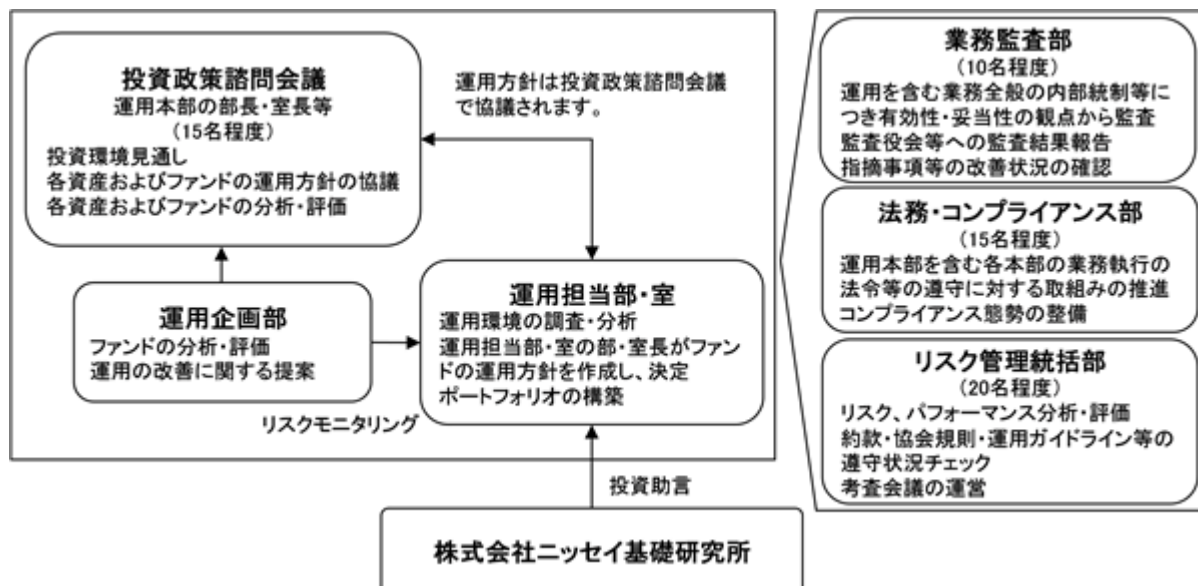 投資政策諮問会議
運用本部の部長・室長等
(15名程度)
投資環境見通し
各資産およびファンドの運用方針の協議
各資産およびファンドの分析・評価
運用方針は投資政策諮問会議
で協議されます。
運用企画部
ファンドの分析・評価
運用の改善に関する提案
リスクモニタリング
運用担当部・室
運用環境の調査・分析
運用担当部・室の部・室長がファン
ドの運用方針を作成し、決定
ポートフォリオの構築
投資助言
株式会社ニッセイ基礎研究所
業務監査部
(10名程度)
運用を含む業務全般の内部統制等に
つき有効性・妥当性の観点から監査
監査役会等への監査結果報告
指摘事項等の改善状況の確認
法務・コンプライアンス部
(15名程度)
運用本部を含む各本部の業務執行の
法令等の遵守に対する取組みの推進
コンプライアンス態勢の整備
リスク管理統括部
(20名程度)
リスク、パフォーマンス分析・評価
約款・協会規則・運用ガイドライン等の
遵守状況チェック
考査会議の運営